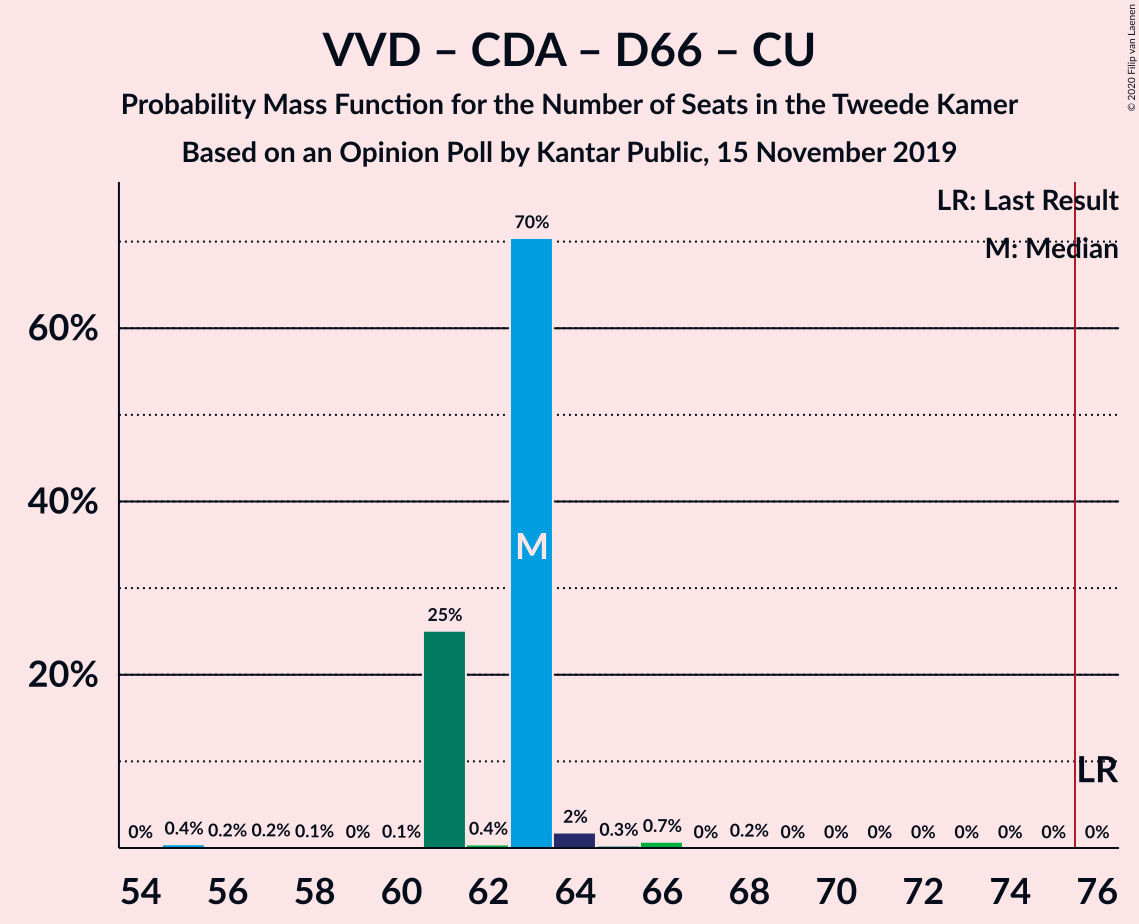 VVD – CDA – D66 – CU
Probability Mass Function for the Number of Seats in the Tweede Kamer
Based on an Opinion Poll by Kantar Public, 15 November 2019
© 2020 Filip van Laenen
LR: Last Result
M: Median
60%
40%
20%
0% 0.4% 0.2% 0.2% 0.1% 0% 0.1% 25% 0.4% 70% 2% 0.3% 0.7% 0% 0.2% 0% 0% 0% 0% 0% 0% 0% 0%
M
LR
54 56 58 60 62 64 66 68 70 72 74 76